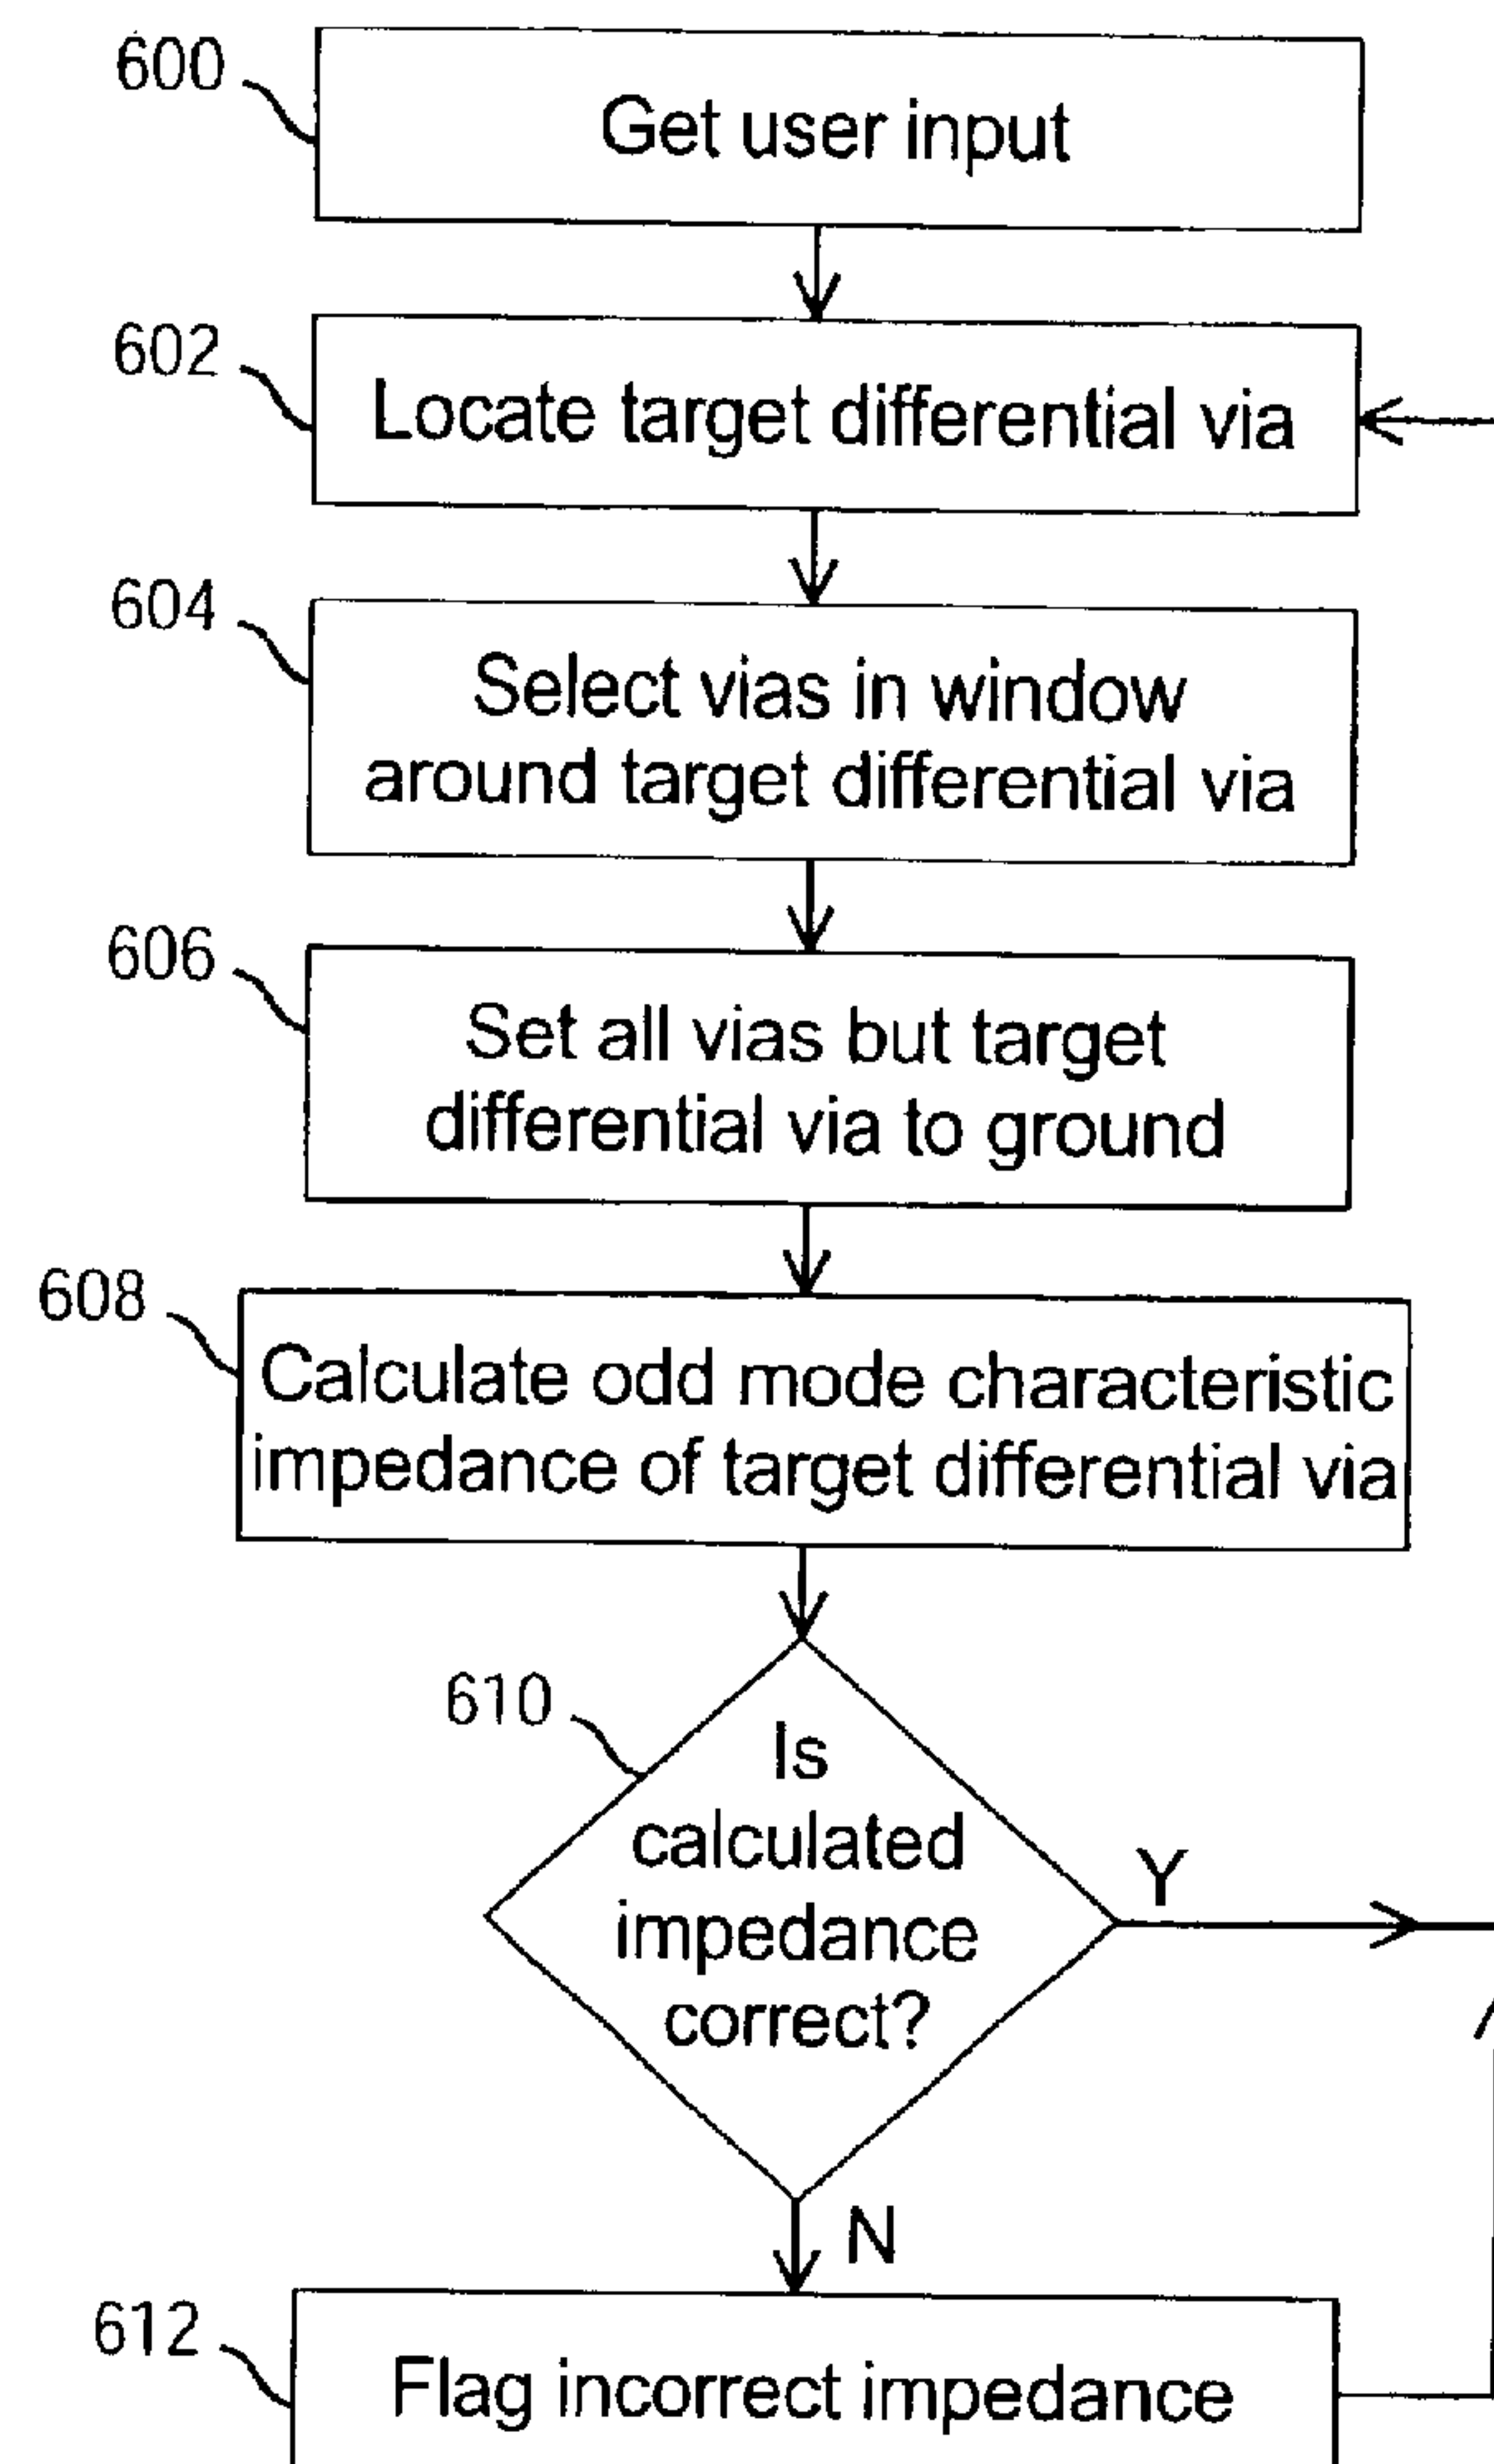 600
Get user input
602
Locate target differential via
604
Select vias in window
around target differential via
606
Set all vias but target
differential via to ground
608
Calculate odd mode characteristic
impedance of target differential via
610
Is
calculated
impedance
correct?
Y
N
612
Flag incorrect impedance